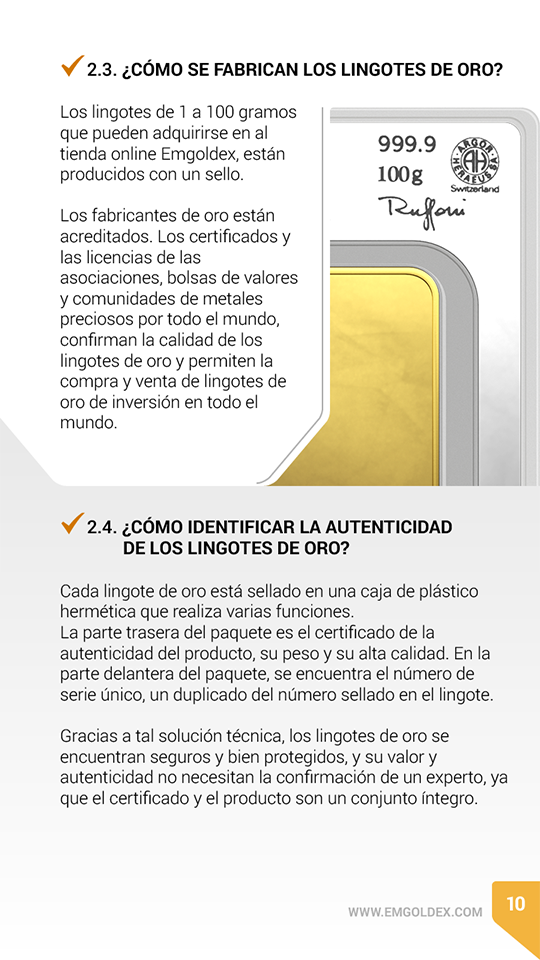 2.3. ¿CÓMO SE FABRICAN LOS LINGOTES DE ORO?
Los lingotes de 1 a 100 gramos
que pueden adquirirse en al
tienda online Emgoldex, están
producidos con un sello.
Los fabricantes de oro están
acreditados. Los certificados y
las licencias de las
asociaciones, bolsas de valores
y comunidades de metales
preciosos por todo el mundo,
confirman la calidad de los
lingotes de oro y permiten la
compra y venta de lingotes de
oro de inversión en todo el
mundo.
999.9
100g
ARGOR HERAEUS SA
AH
Switzerland
Ruffoni
2.4. ¿CÓMO IDENTIFICAR LA AUTENTICIDAD
DE LOS LINGOTES DE ORO?
Cada lingote de oro está sellado en una caja de plástico
hermética que realiza varias funciones.
La parte trasera del paquete es el certificado de la
autenticidad del producto, su peso y su alta calidad. En la
parte delantera del paquete, se encuentra el número de
serie único, un duplicado del número sellado en el lingote.
Gracias a tal solución técnica, los lingotes de oro se
encuentran seguros y bien protegidos, y su valor y
autenticidad no necesitan la confirmación de un experto, ya
que el certificado y el producto son un conjunto íntegro.
WWW.EMGOLDEX.COM
10